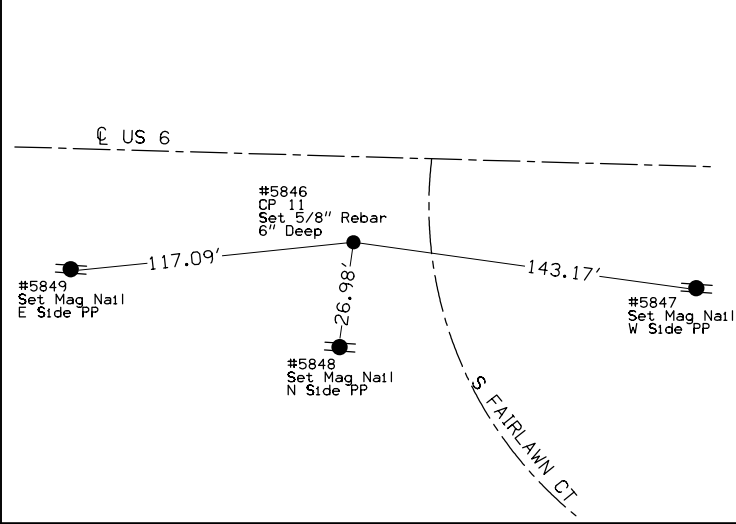 ℄ US 6
#5846
CP 11
Set 5/8" Rebar
6" Deep
117.09'
26.98'
143.17'
#5849
Set Mag Nail
E Side PP
#5847
Set Mag Nail
W Side PP
#5848
Set Mag Nail
N Side PP
S FAIRLAWN CT